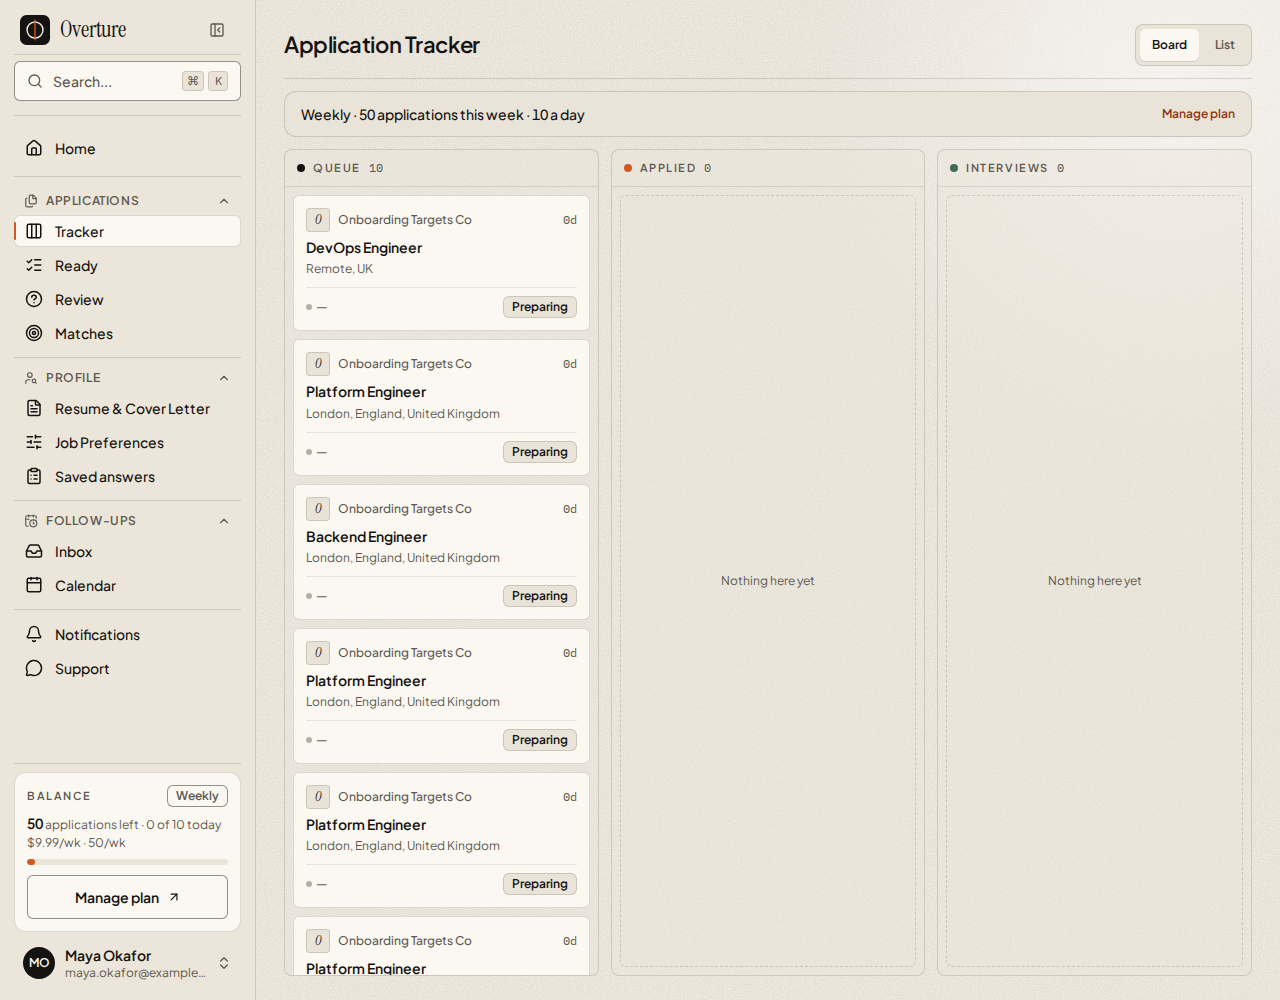 Overture
Search...
⌘ K
Home
APPLICATIONS
Tracker
Ready
Review
Matches
PROFILE
Resume & Cover Letter
Job Preferences
Saved answers
FOLLOW-UPS
Inbox
Calendar
Notifications
Support
BALANCE Weekly
50 applications left · 0 of 10 today
$9.99/wk · 50/wk
Manage plan
MO Maya Okafor
maya.okafor@example...
Application Tracker
Board List
Weekly · 50 applications this week · 10 a day
Manage plan
QUEUE 10
O Onboarding Targets Co 0d
DevOps Engineer
Remote, UK
— Preparing
O Onboarding Targets Co 0d
Platform Engineer
London, England, United Kingdom
— Preparing
O Onboarding Targets Co 0d
Backend Engineer
London, England, United Kingdom
— Preparing
O Onboarding Targets Co 0d
Platform Engineer
London, England, United Kingdom
— Preparing
O Onboarding Targets Co 0d
Platform Engineer
London, England, United Kingdom
— Preparing
O Onboarding Targets Co 0d
Platform Engineer
APPLIED 0
Nothing here yet
INTERVIEWS 0
Nothing here yet